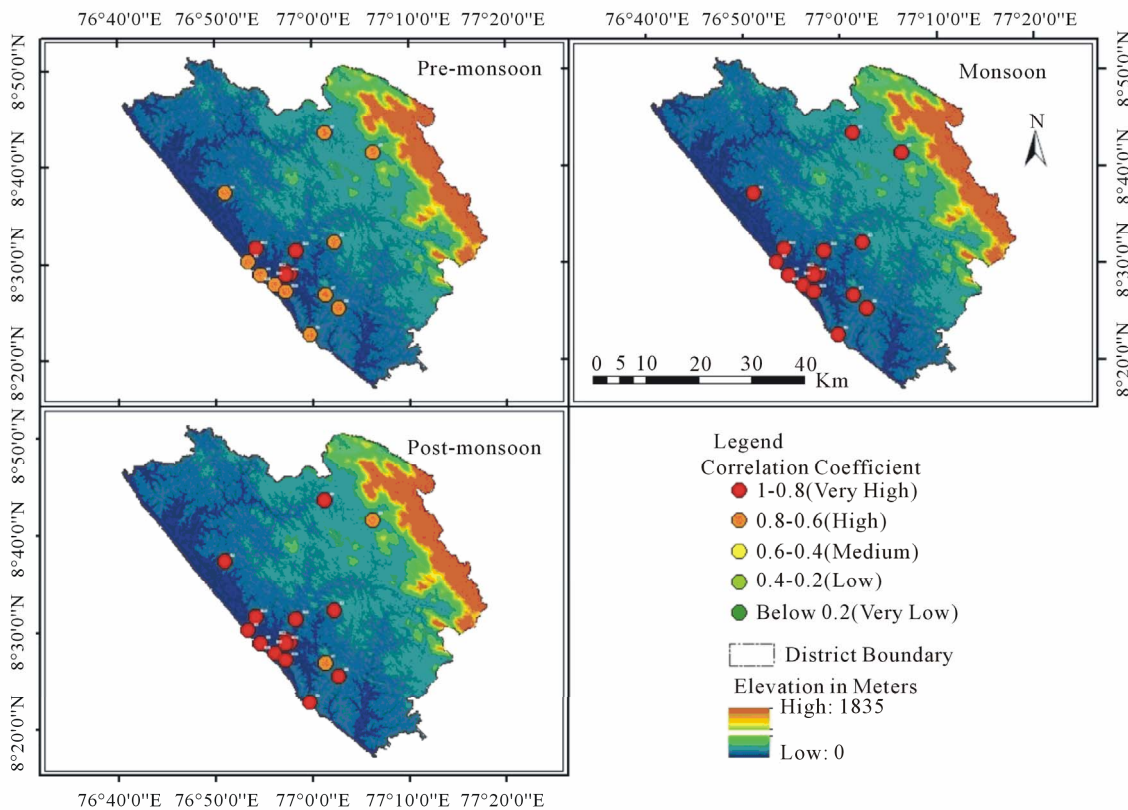 76°40'0"E 76°50'0"E 77°00'0"E 77°10'0"E 76°40'0"E 76°50'0"E 77°00'0"E 77°10'0"E 77°20'0"E
Pre-monsoon
8°50'0"N
8°40'0"N
8°30'0"N
8°20'0"N
Monsoon
N
8°50'0"N
8°40'0"N
8°30'0"N
8°20'0"N
0 5 10 20 30 40
Km
Post-monsoon
8°50'0"N
8°40'0"N
8°30'0"N
8°20'0"N
76°40'0"E 76°50'0"E 77°00'0"E 77°10'0"E 77°20'0"E
Legend
Correlation Coefficient
1-0.8(Very High)
0.8-0.6(High)
0.6-0.4(Medium)
0.4-0.2(Low)
Below 0.2(Very Low)
District Boundary
Elevation in Meters
High: 1835
Low: 0